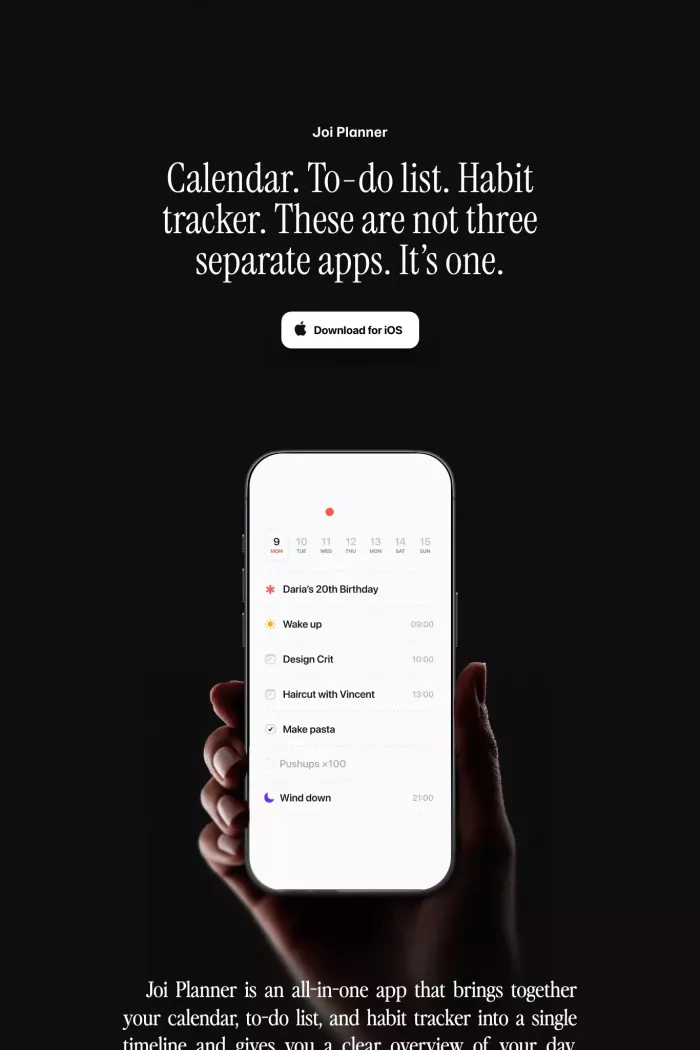 Joi Planner
Calendar. To-do list. Habit
tracker. These are not three
separate apps. It’s one.
Download for iOS
9 10 11 12 13 14 15
MON TUE WED THU MON SAT SUN
Daria’s 20th Birthday
Wake up 09:00
Design Crit 10:00
Haircut with Vincent 13:00
Make pasta
Pushups ×100
Wind down 21:00
Joi Planner is an all-in-one app that brings together
your calendar, to-do list, and habit tracker into a single
timeline and gives you a clear overview of your day.